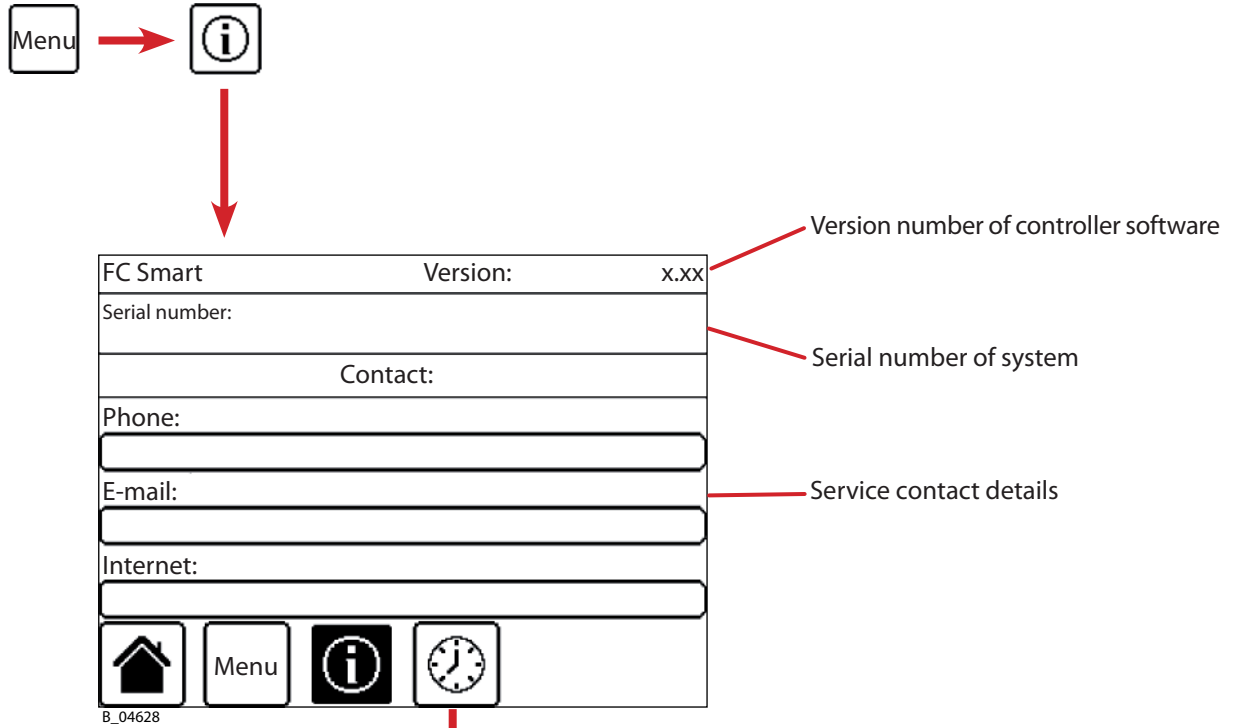 Menu
Version number of controller software
FC Smart Version: x.xx
Serial number:
Serial number of system
Contact:
Phone:
E-mail:
Service contact details
Internet:
Menu
B_04628